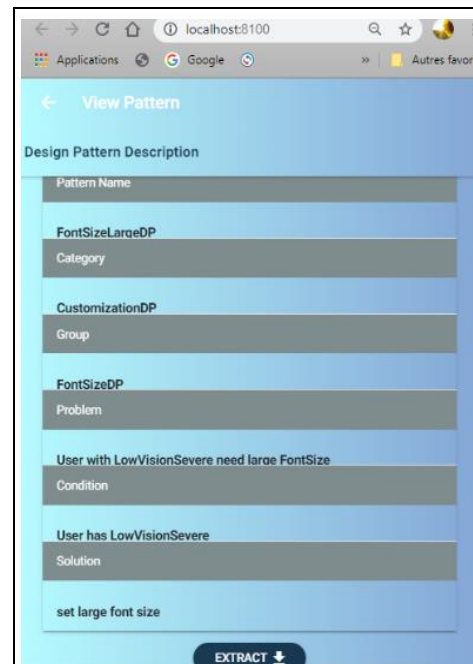 localhost:8100
Applications Google » Autres favor
View Pattern
Design Pattern Description
Pattern Name
FontSizeLargeDP
Category
CustomizationDP
Group
FontSizeDP
Problem
User with LowVisionSevere need large FontSize
Condition
User has LowVisionSevere
Solution
set large font size
EXTRACT